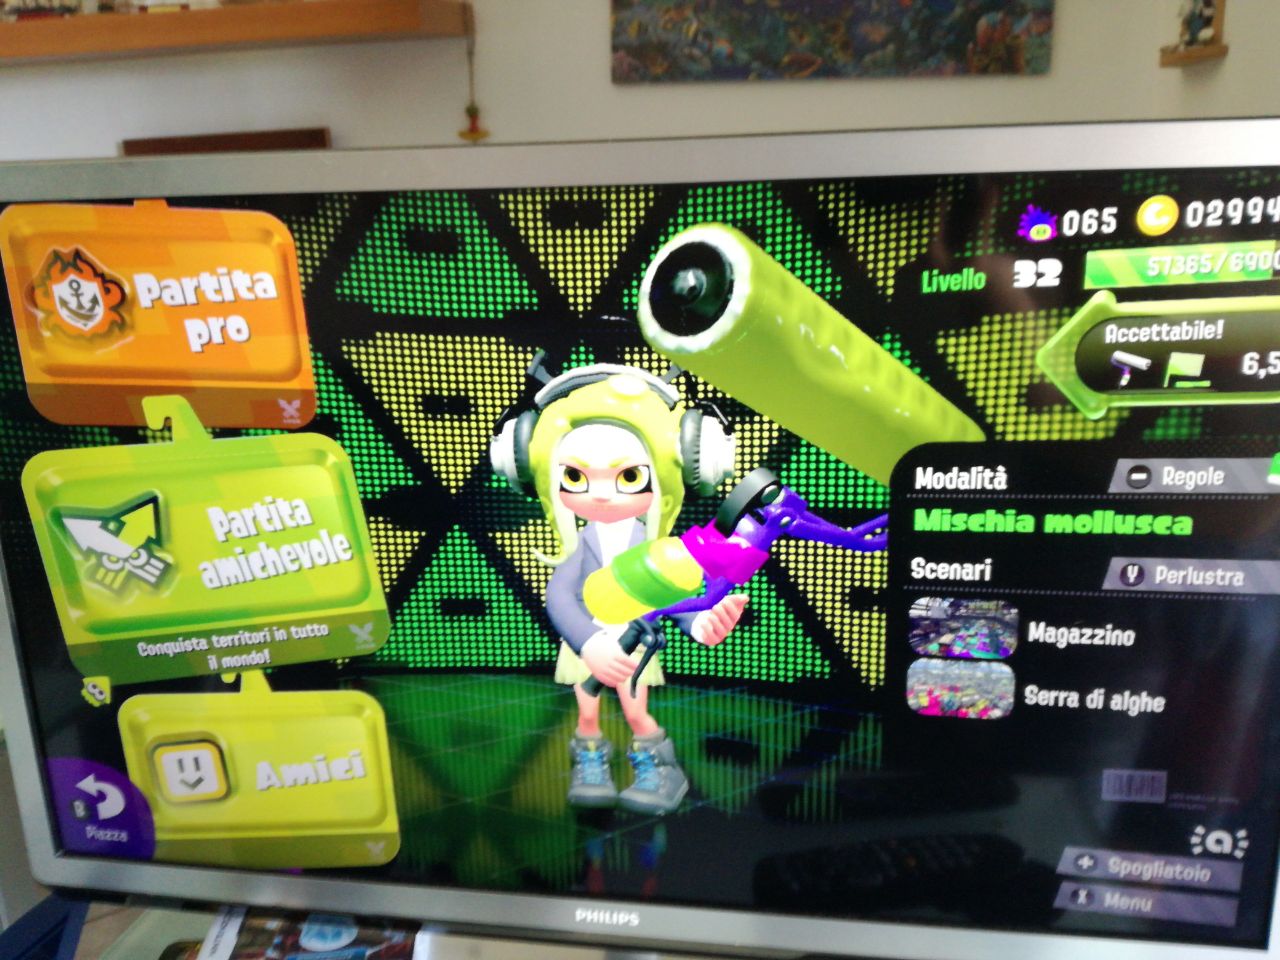 Partita
pro
Partita
amichevole
Conquista territori in tutto
il mondo!
Amici
B
Piazza
065
02994
Livello 32
57365/6900
Accettabile!
6,5
Modalità
Regole
Mischia mollusca
Scenari
Y Perlustra
Magazzino
Serra di alghe
Spogliatoio
X Menu
PHILIPS